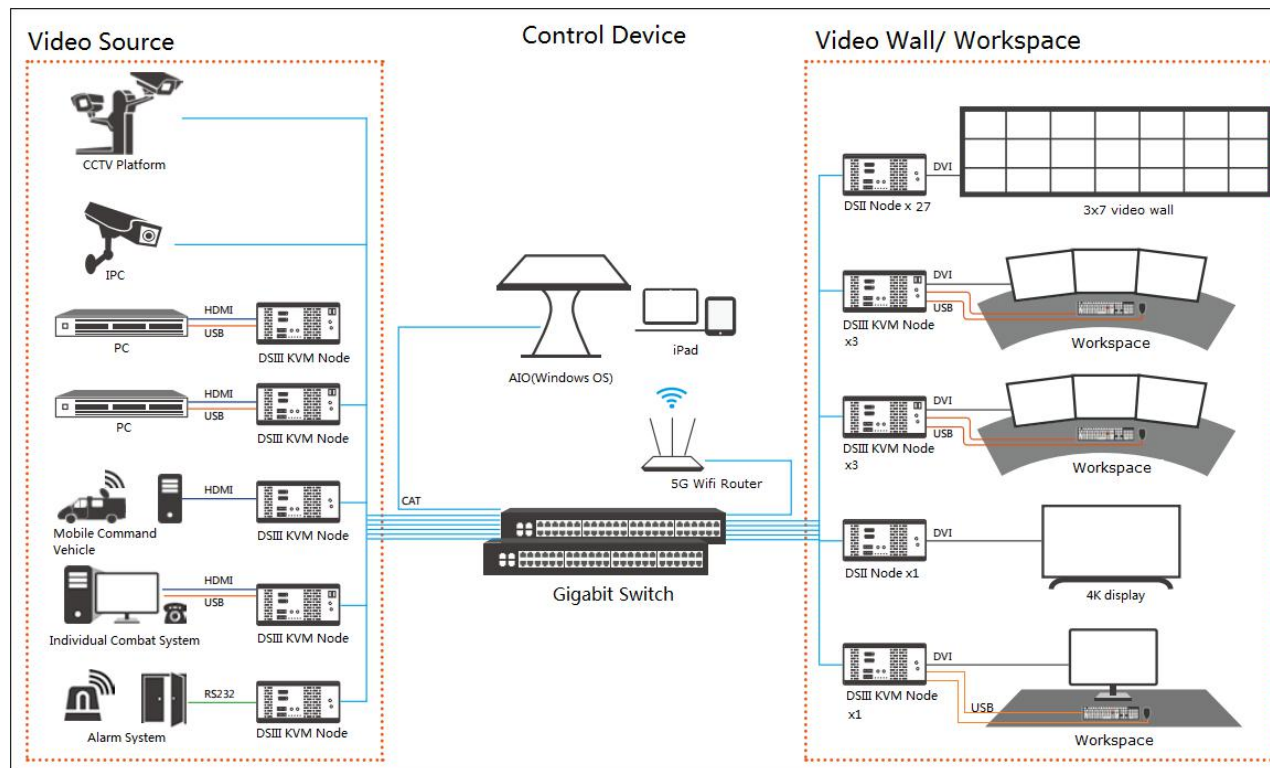 Video Source
Control Device
Video Wall/ Workspace
CCTV Platform
IPC
HDMI
USB
PC
DSIII KVM Node
HDMI
USB
PC
DSIII KVM Node
HDMI
Mobile Command
Vehicle
DSIII KVM Node
HDMI
USB
Individual Combat System
DSIII KVM Node
RS232
Alarm System
DSIII KVM Node
AIO(Windows OS)
iPad
5G Wifi Router
CAT
Gigabit Switch
DVI
DSII Node x 27
3x7 video wall
DVI
USB
DSIII KVM Node
x3
Workspace
DVI
USB
DSIII KVM Node
x3
Workspace
DVI
DSII Node x1
4K display
DVI
DSIII KVM Node
x1
USB
Workspace